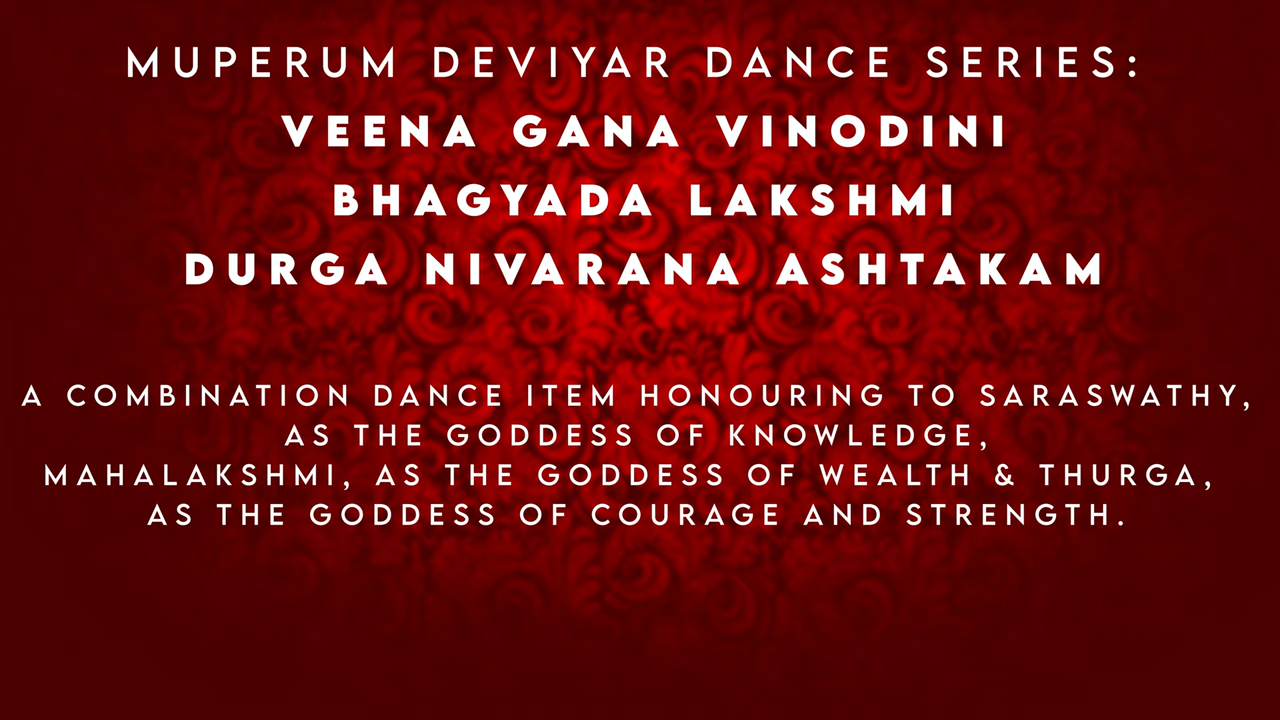 MUPERUM DEVIYAR DANCE SERIES:
VEENA GANA VINODINI
BHAGYADA LAKSHMI
DURGA NIVARANA ASHTAKAM
A COMBINATION DANCE ITEM HONOURING TO SARASWATHY,
AS THE GODDESS OF KNOWLEDGE,
MAHALAKSHMI, AS THE GODDESS OF WEALTH & THURGA,
AS THE GODDESS OF COURAGE AND STRENGTH.